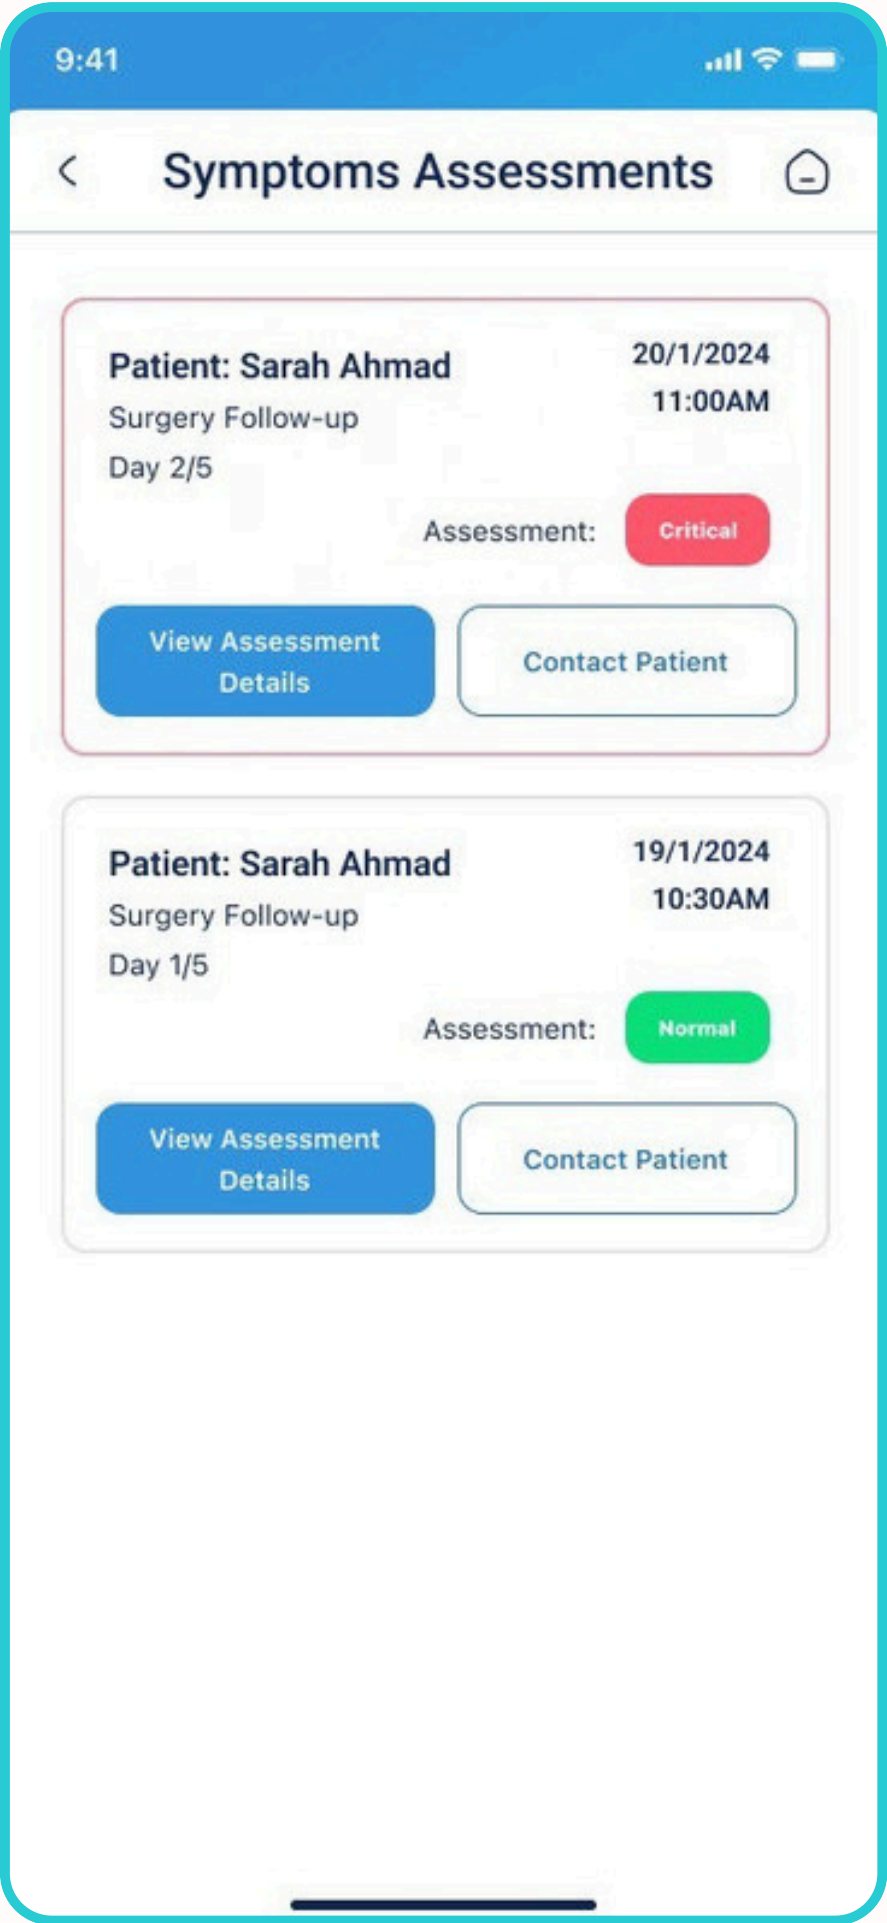 9:41
Symptoms Assessments
Patient: Sarah Ahmad
20/1/2024
11:00AM
Surgery Follow-up
Day 2/5
Assessment:
Critical
View Assessment
Details
Contact Patient
Patient: Sarah Ahmad
19/1/2024
10:30AM
Surgery Follow-up
Day 1/5
Assessment:
Normal
View Assessment
Details
Contact Patient